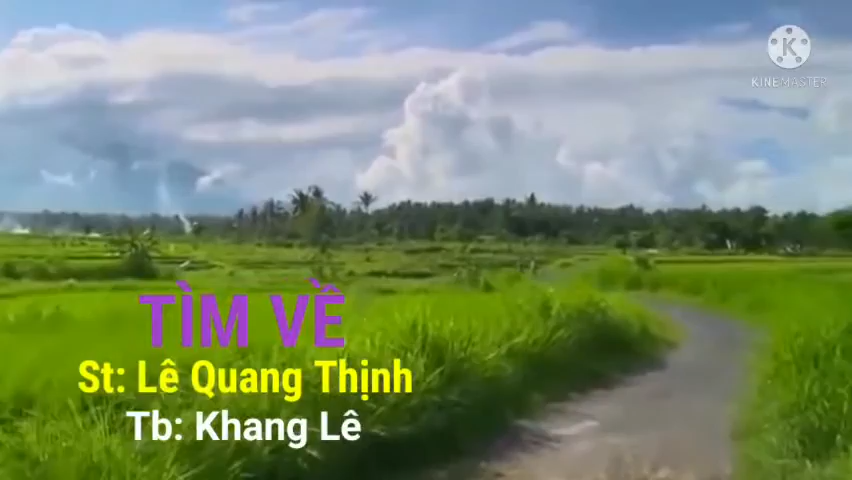 KINEMASTER
TÌM VỀ
St: Lê Quang Thịnh
Tb: Khang Lê